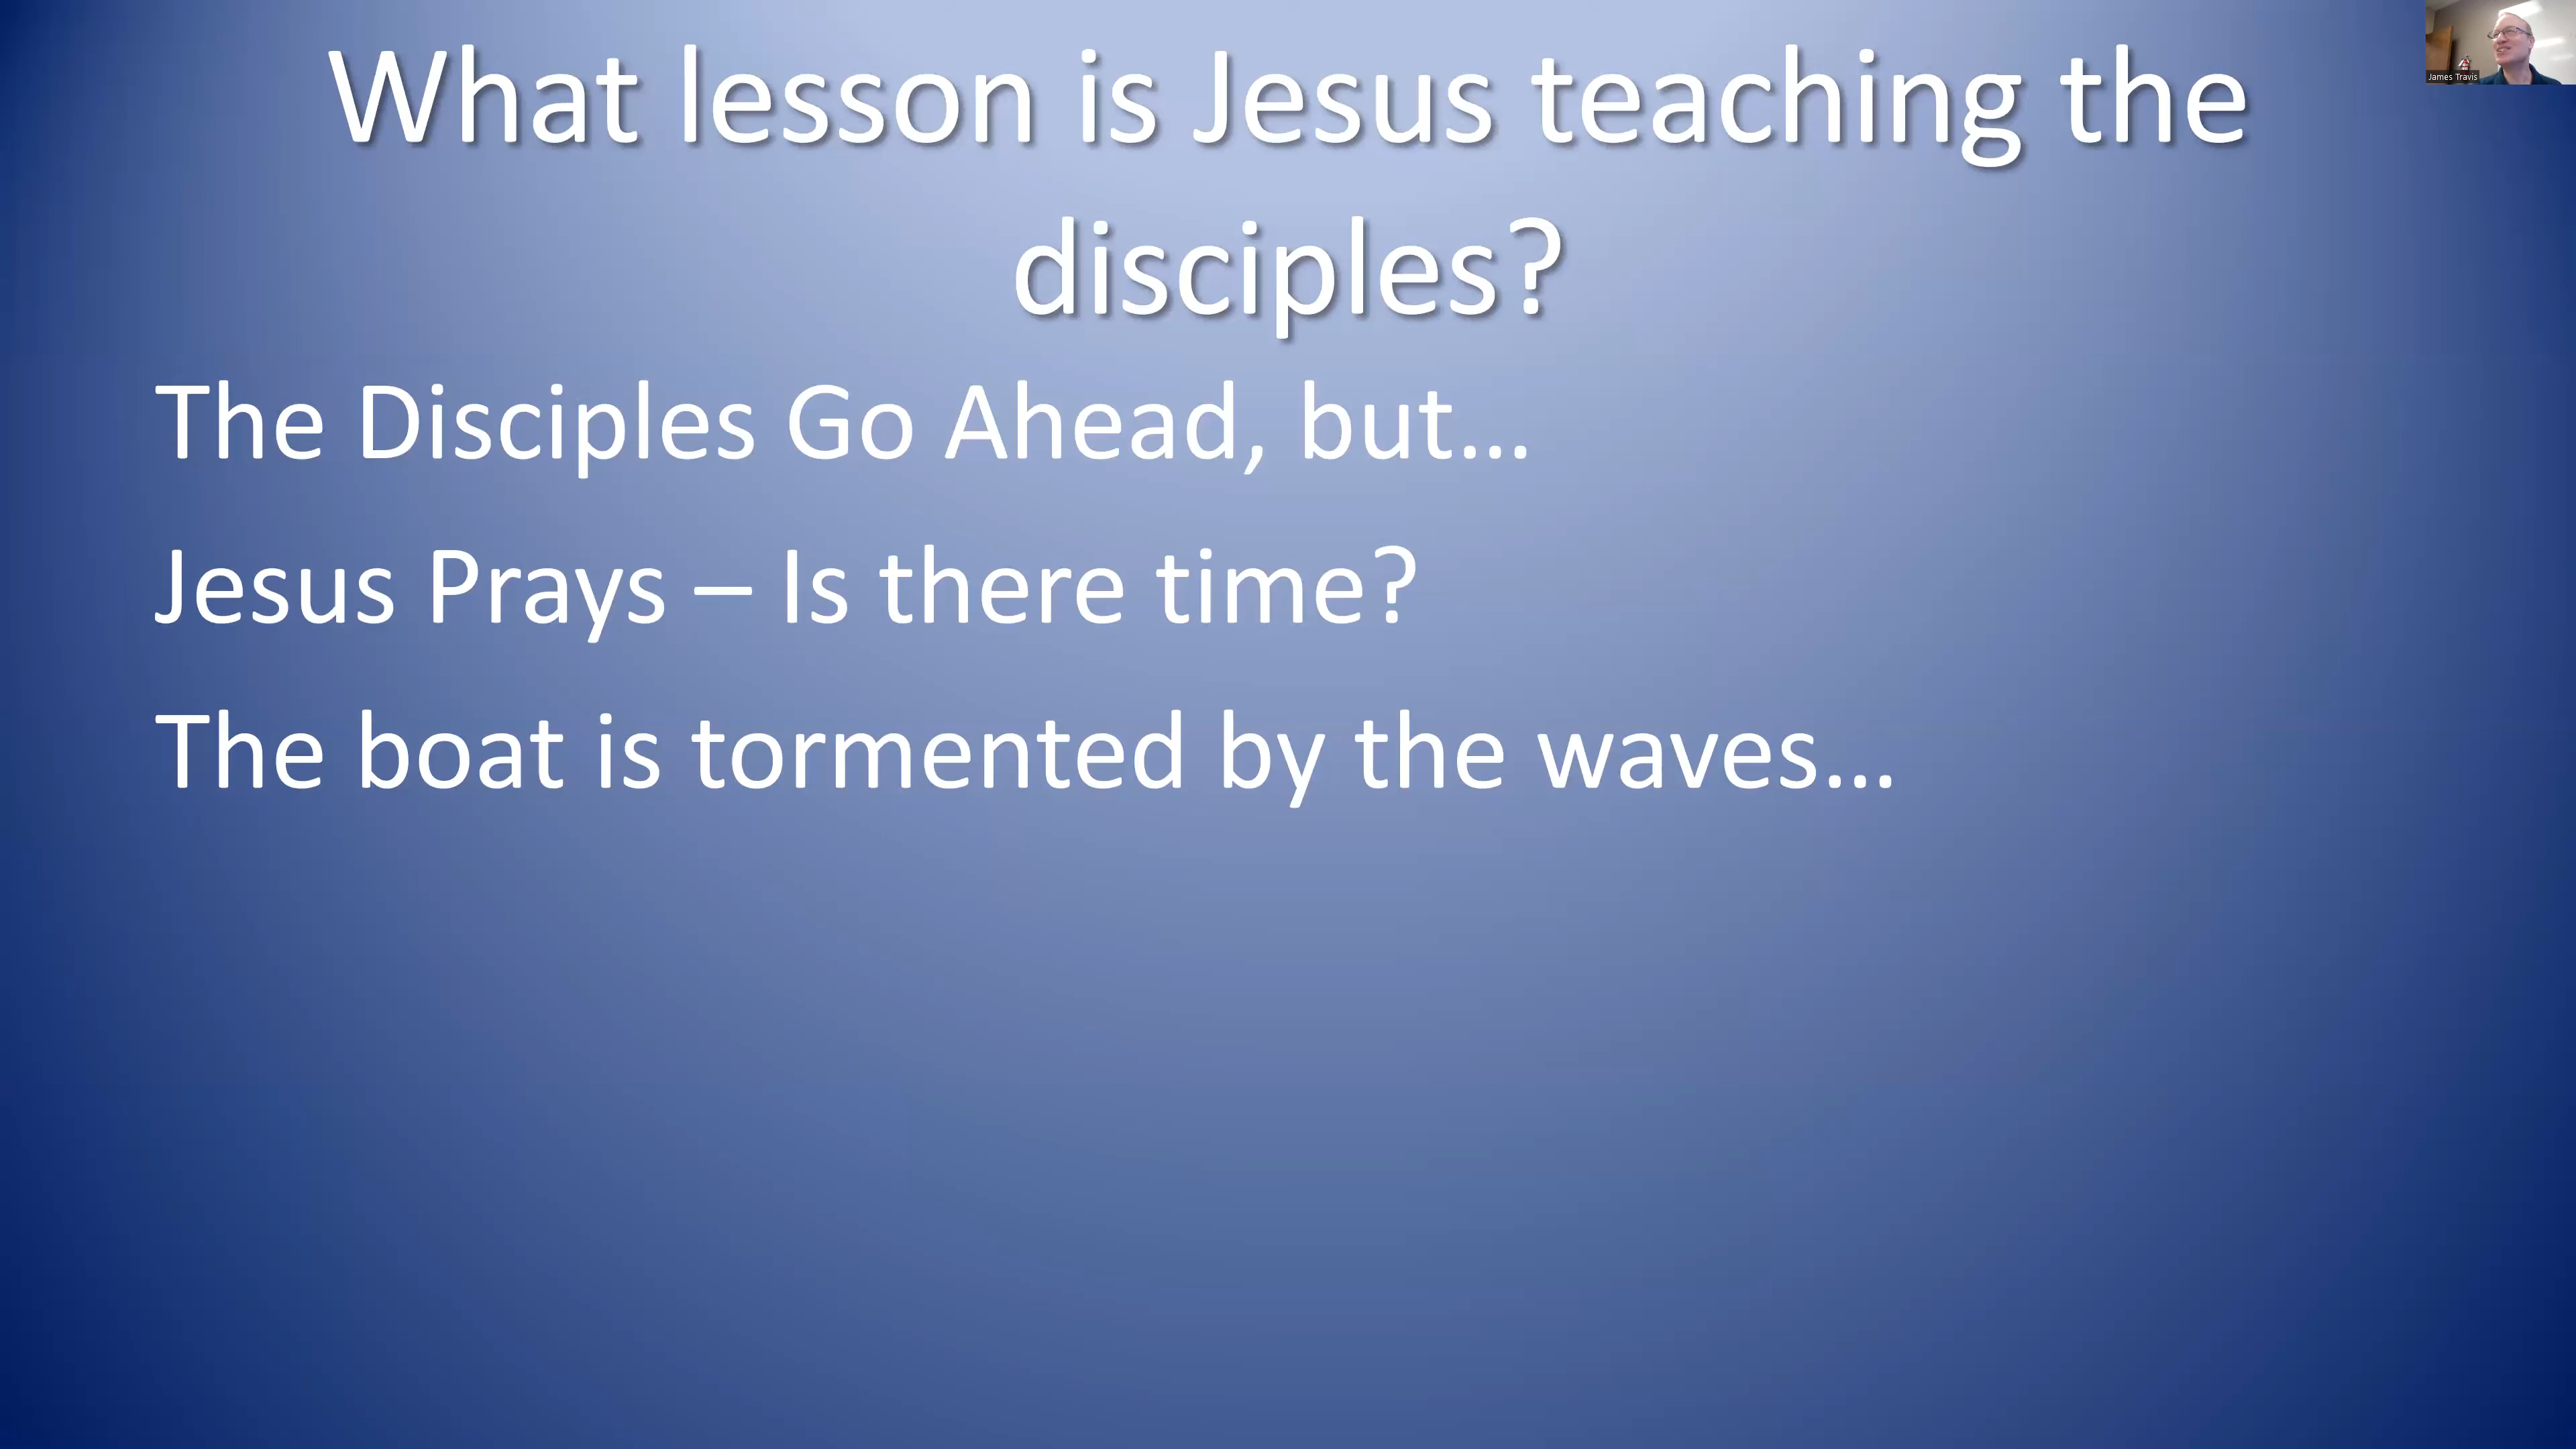 What lesson is Jesus teaching the
disciples?
The Disciples Go Ahead, but…
Jesus Prays – Is there time?
The boat is tormented by the waves…
James Travis